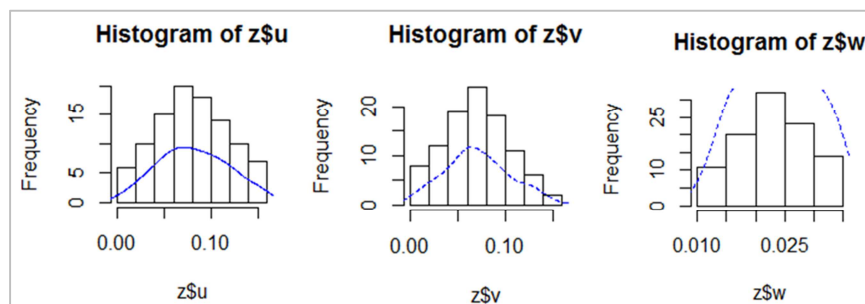 Histogram of z$u
Frequency
0 5 15
0.00 0.10
z$u
Histogram of z$v
Frequency
0 10 20
0.00 0.10
z$v
Histogram of z$w
Frequency
0 10 25
0.010 0.025
z$w